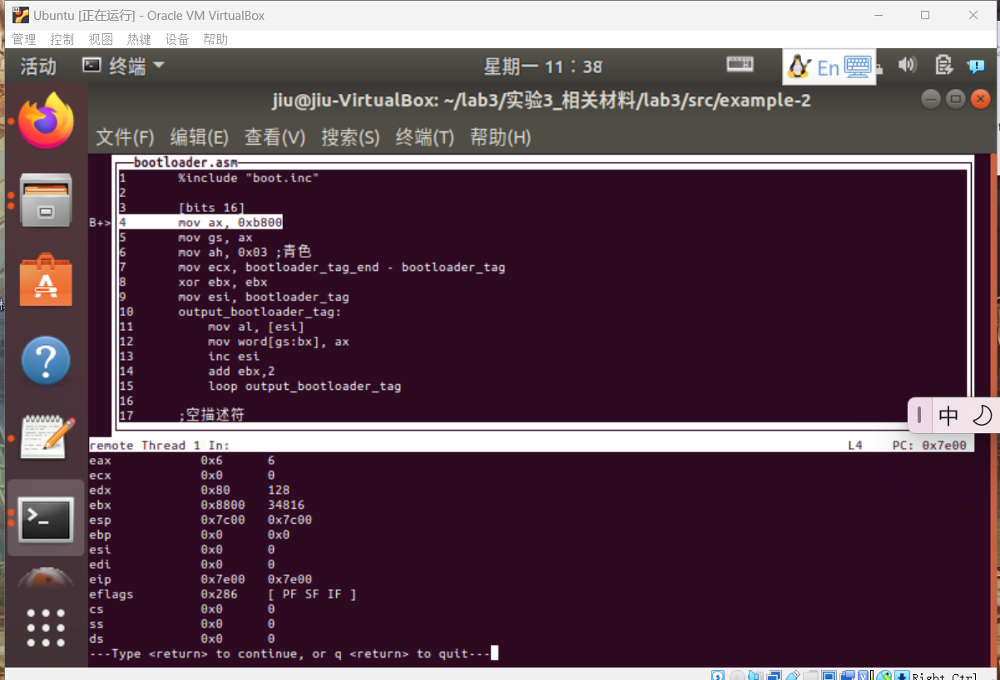 Ubuntu [正在运行] - Oracle VM VirtualBox
管理 控制 视图 热键 设备 帮助
活动 终端 星期一 11：38 En
jiu@jiu-VirtualBox: ~/lab3/实验3_相关材料/lab3/src/example-2
文件(F) 编辑(E) 查看(V) 搜索(S) 终端(T) 帮助(H)
bootloader.asm
1 %include "boot.inc"
2
3 [bits 16]
B+> 4 mov ax, 0xb800
5 mov gs, ax
6 mov ah, 0x03 ;青色
7 mov ecx, bootloader_tag_end - bootloader_tag
8 xor ebx, ebx
9 mov esi, bootloader_tag
10 output_bootloader_tag:
11 mov al, [esi]
12 mov word[gs:bx], ax
13 inc esi
14 add ebx,2
15 loop output_bootloader_tag
16
17 ;空描述符
中
remote Thread 1 In: L4 PC: 0x7e00
eax 0x6 6
ecx 0x0 0
edx 0x80 128
ebx 0x8800 34816
esp 0x7c00 0x7c00
ebp 0x0 0x0
esi 0x0 0
edi 0x0 0
eip 0x7e00 0x7e00
eflags 0x286 [ PF SF IF ]
cs 0x0 0
ss 0x0 0
ds 0x0 0
---Type <return> to continue, or q <return> to quit---
Right Ctrl